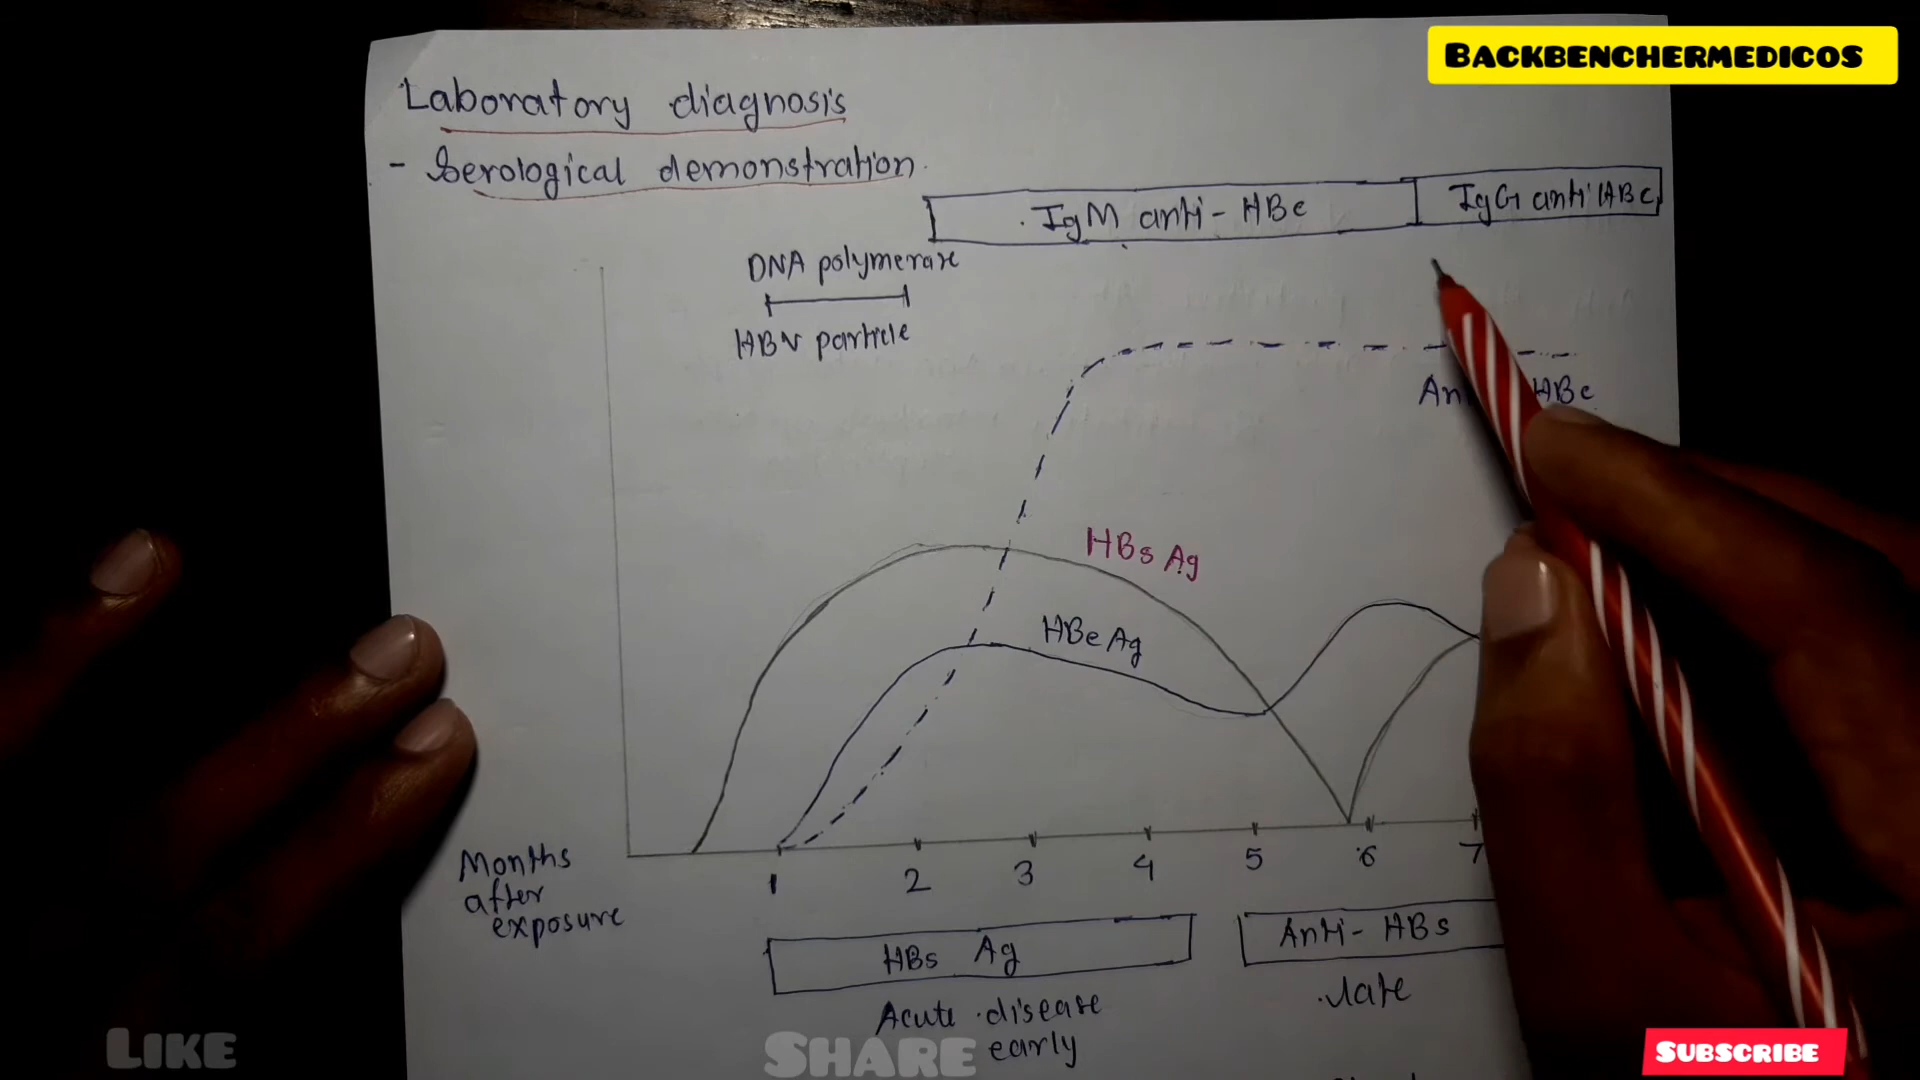 BACKBENCHERMEDICOS
Laboratory diagnosis
- Serological demonstration.
IgM anti-HBc
IgG anti HBc
DNA polymerase
HBV particle
HBc
HBs Ag
HBe Ag
Months
after
exposure
1 2 3 4 5 6 7
HBs Ag
Anti-HBs
Acute disease
early
late
LIKE
SHARE
SUBSCRIBE